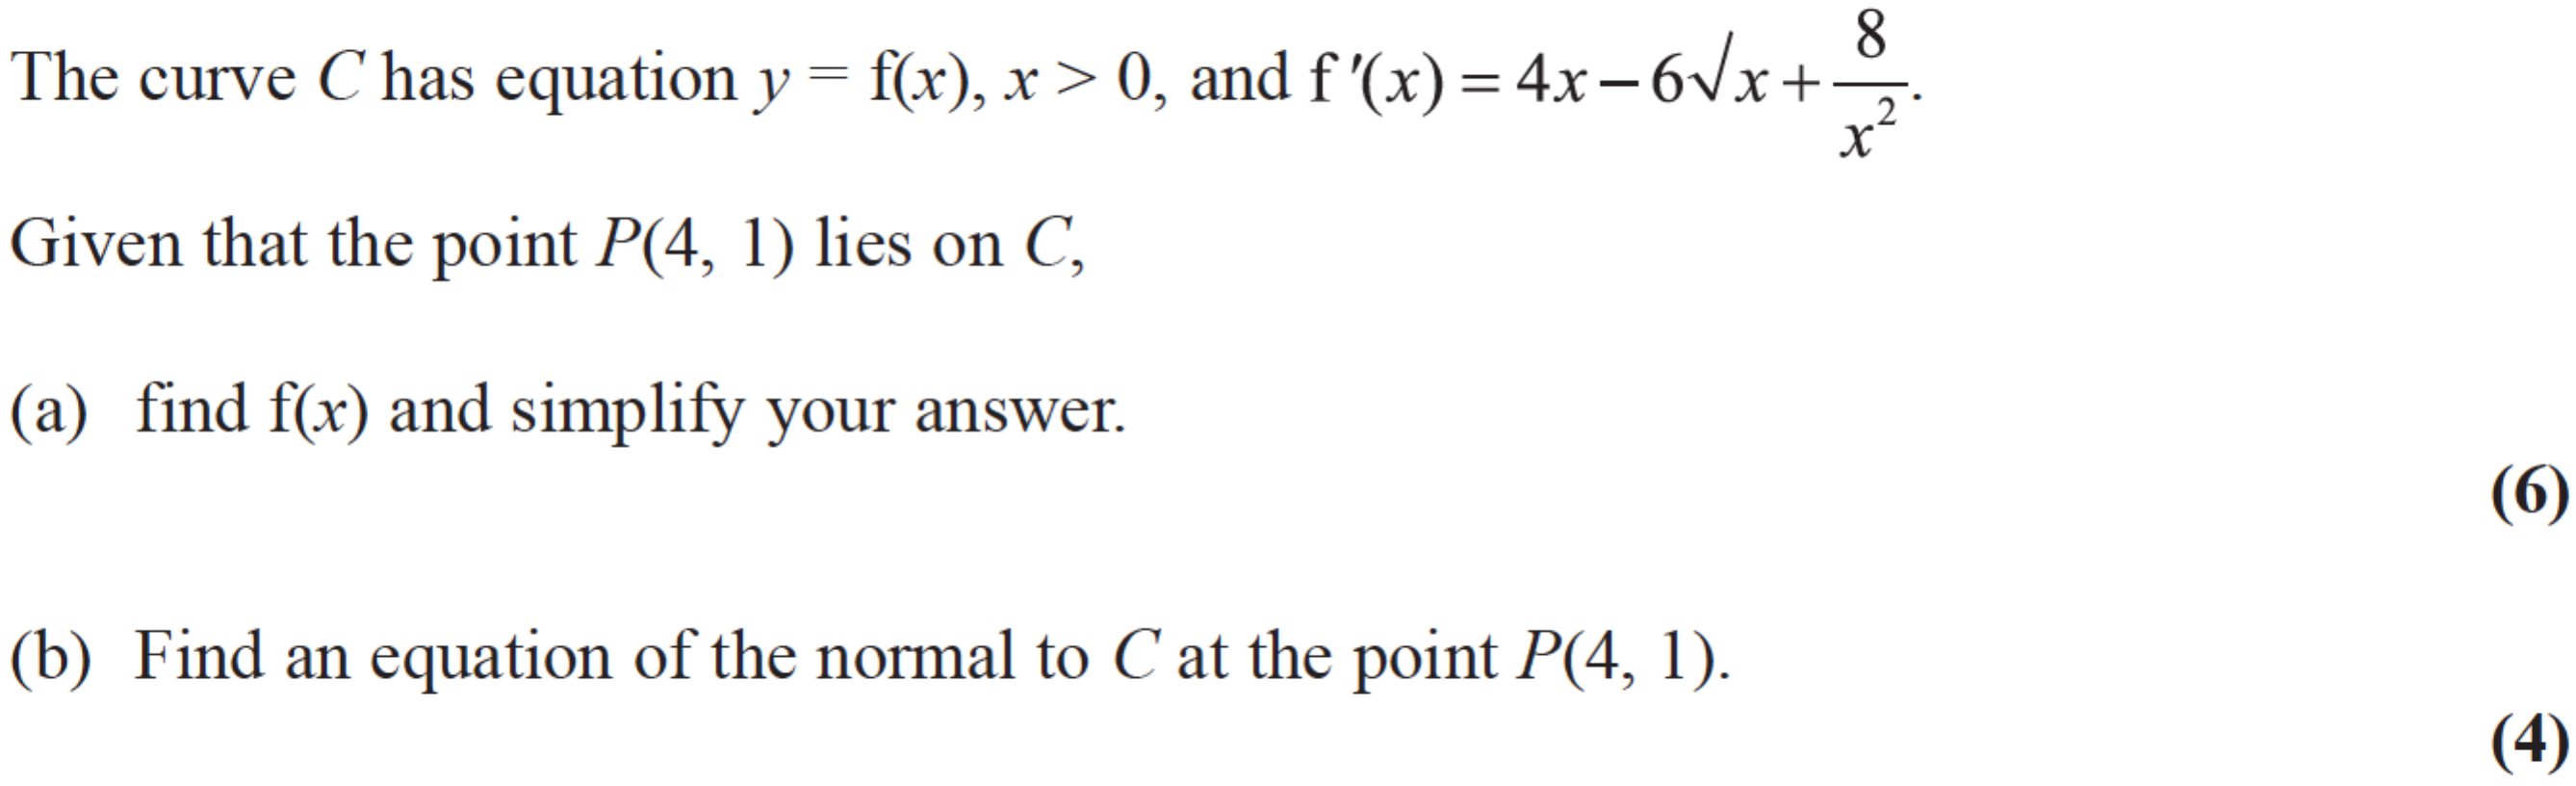 The curve C has equation y = f(x), x > 0, and f ′(x) = 4x − 6√x + 8/x².
Given that the point P(4, 1) lies on C,
(a) find f(x) and simplify your answer.
(6)
(b) Find an equation of the normal to C at the point P(4, 1).
(4)